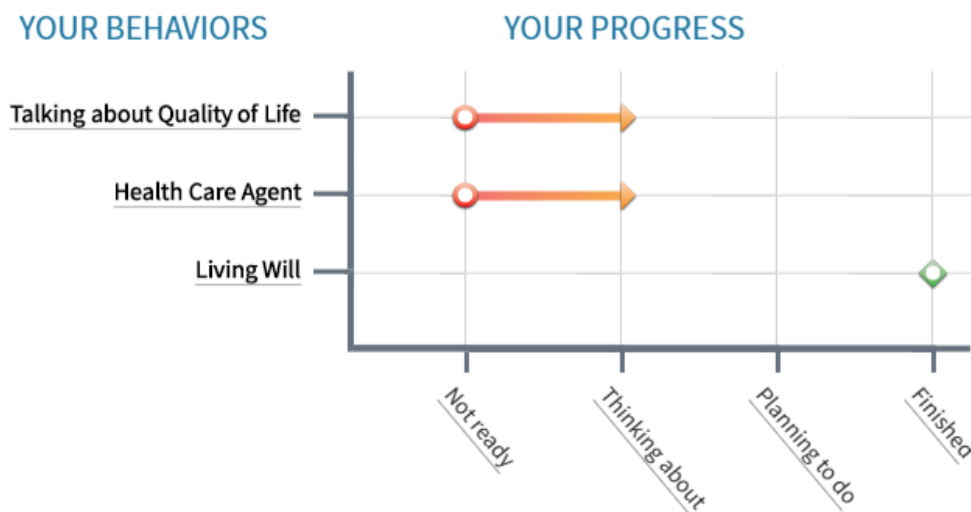 YOUR BEHAVIORS
YOUR PROGRESS
Talking about Quality of Life
Health Care Agent
Living Will
Not ready
Thinking about
Planning to do
Finished